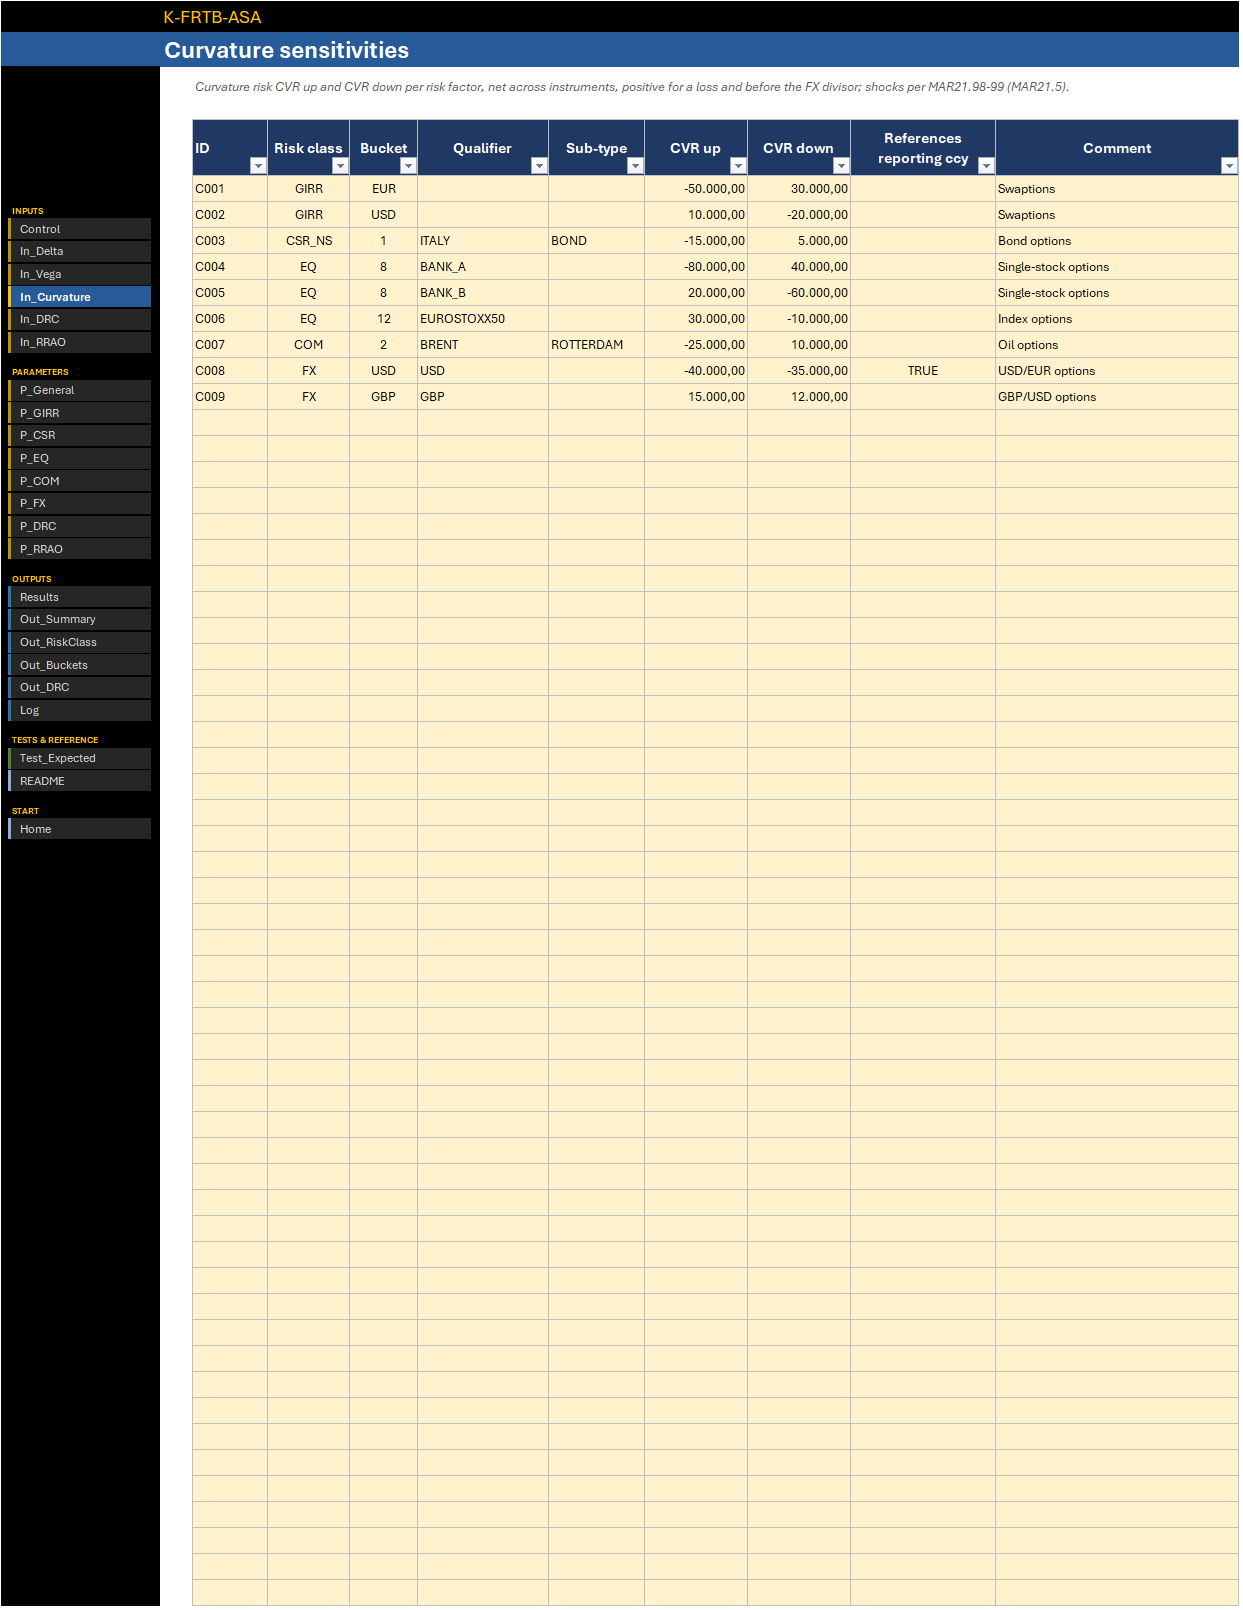 K-FRTB-ASA
Curvature sensitivities
Curvature risk CVR up and CVR down per risk factor, net across instruments, positive for a loss and before the FX divisor; shocks per MAR21.98-99 (MAR21.5).
ID Risk class Bucket Qualifier Sub-type CVR up CVR down References reporting ccy Comment
C001 GIRR EUR -50.000,00 30.000,00 Swaptions
C002 GIRR USD 10.000,00 -20.000,00 Swaptions
C003 CSR_NS 1 ITALY BOND -15.000,00 5.000,00 Bond options
C004 EQ 8 BANK_A -80.000,00 40.000,00 Single-stock options
C005 EQ 8 BANK_B 20.000,00 -60.000,00 Single-stock options
C006 EQ 12 EUROSTOXX50 30.000,00 -10.000,00 Index options
C007 COM 2 BRENT ROTTERDAM -25.000,00 10.000,00 Oil options
C008 FX USD USD -40.000,00 -35.000,00 TRUE USD/EUR options
C009 FX GBP GBP 15.000,00 12.000,00 GBP/USD options
INPUTS
Control
In_Delta
In_Vega
In_Curvature
In_DRC
In_RRAO
PARAMETERS
P_General
P_GIRR
P_CSR
P_EQ
P_COM
P_FX
P_DRC
P_RRAO
OUTPUTS
Results
Out_Summary
Out_RiskClass
Out_Buckets
Out_DRC
Log
TESTS & REFERENCE
Test_Expected
README
START
Home